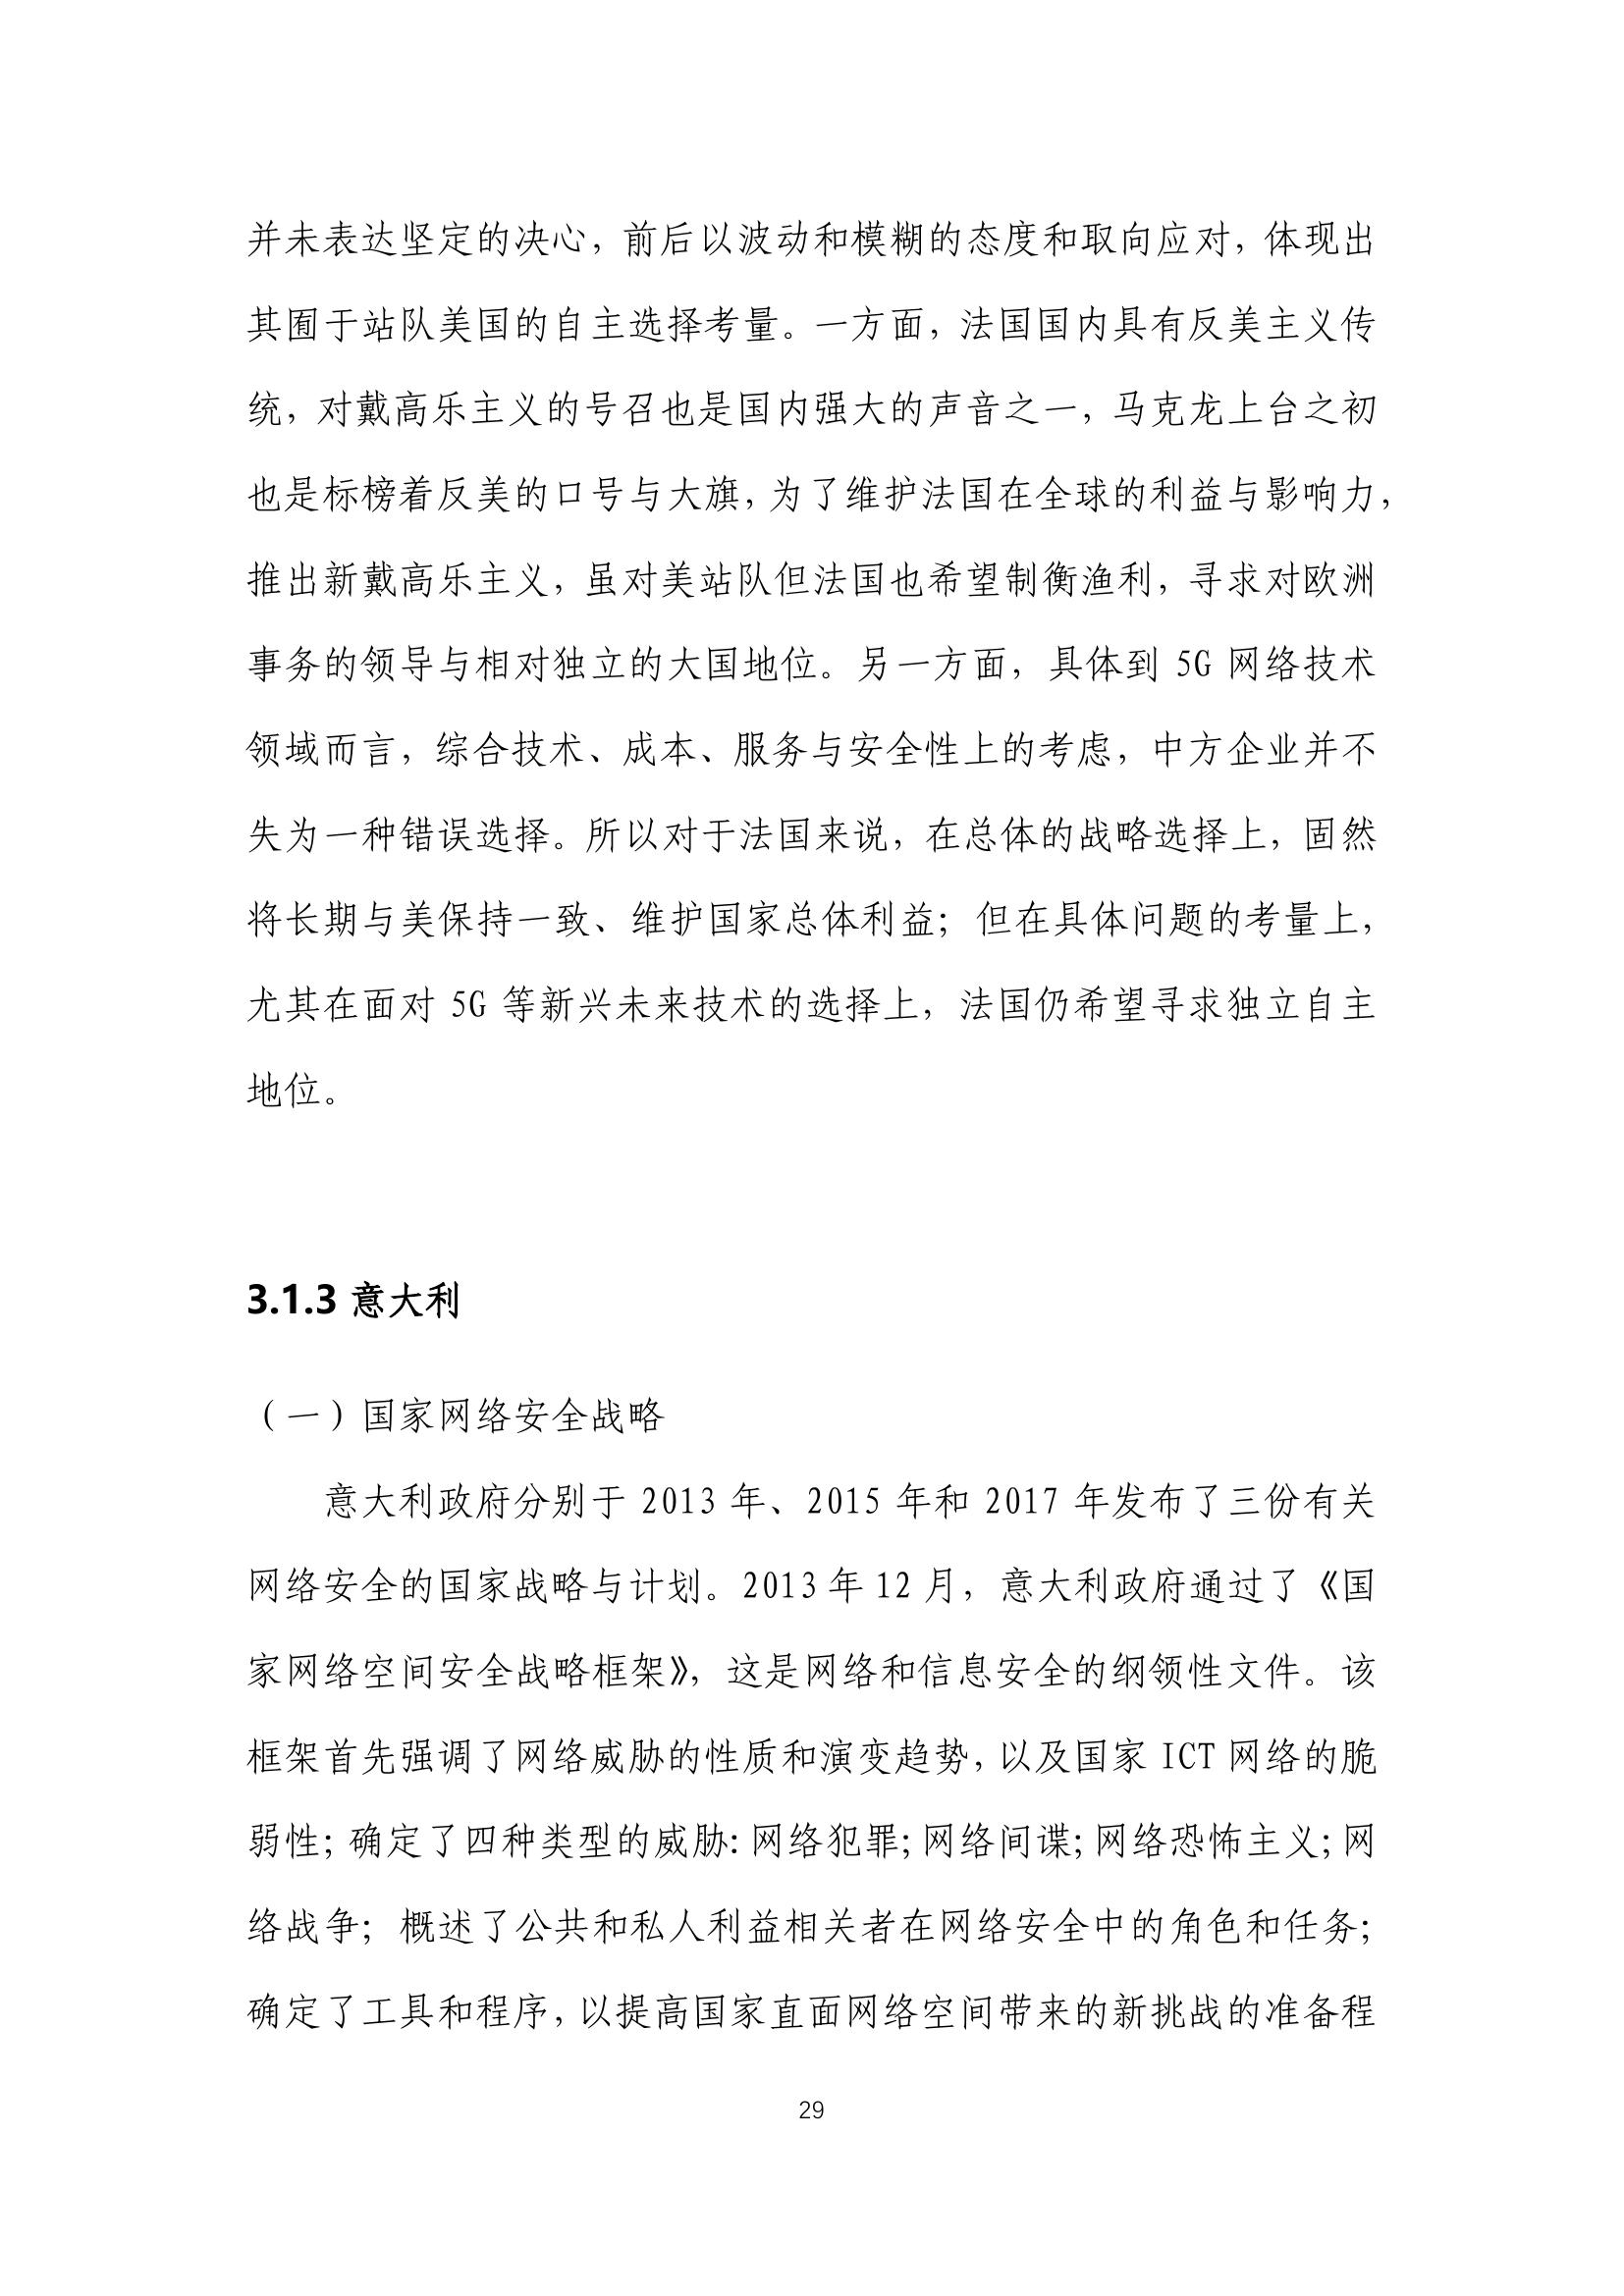 并未表达坚定的决心，前后以波动和模糊的态度和取向应对，体现出
其囿于站队美国的自主选择考量。一方面，法国国内具有反美主义传
统，对戴高乐主义的号召也是国内强大的声音之一，马克龙上台之初
也是标榜着反美的口号与大旗，为了维护法国在全球的利益与影响力，
推出新戴高乐主义，虽对美站队但法国也希望制衡渔利，寻求对欧洲
事务的领导与相对独立的大国地位。另一方面，具体到 5G 网络技术
领域而言，综合技术、成本、服务与安全性上的考虑，中方企业并不
失为一种错误选择。所以对于法国来说，在总体的战略选择上，固然
将长期与美保持一致、维护国家总体利益；但在具体问题的考量上，
尤其在面对 5G 等新兴未来技术的选择上，法国仍希望寻求独立自主
地位。
3.1.3 意大利
（一）国家网络安全战略
意大利政府分别于 2013 年、2015 年和 2017 年发布了三份有关
网络安全的国家战略与计划。2013 年 12 月，意大利政府通过了《国
家网络空间安全战略框架》，这是网络和信息安全的纲领性文件。该
框架首先强调了网络威胁的性质和演变趋势，以及国家 ICT 网络的脆
弱性；确定了四种类型的威胁：网络犯罪；网络间谍；网络恐怖主义；网
络战争；概述了公共和私人利益相关者在网络安全中的角色和任务；
确定了工具和程序，以提高国家直面网络空间带来的新挑战的准备程
29